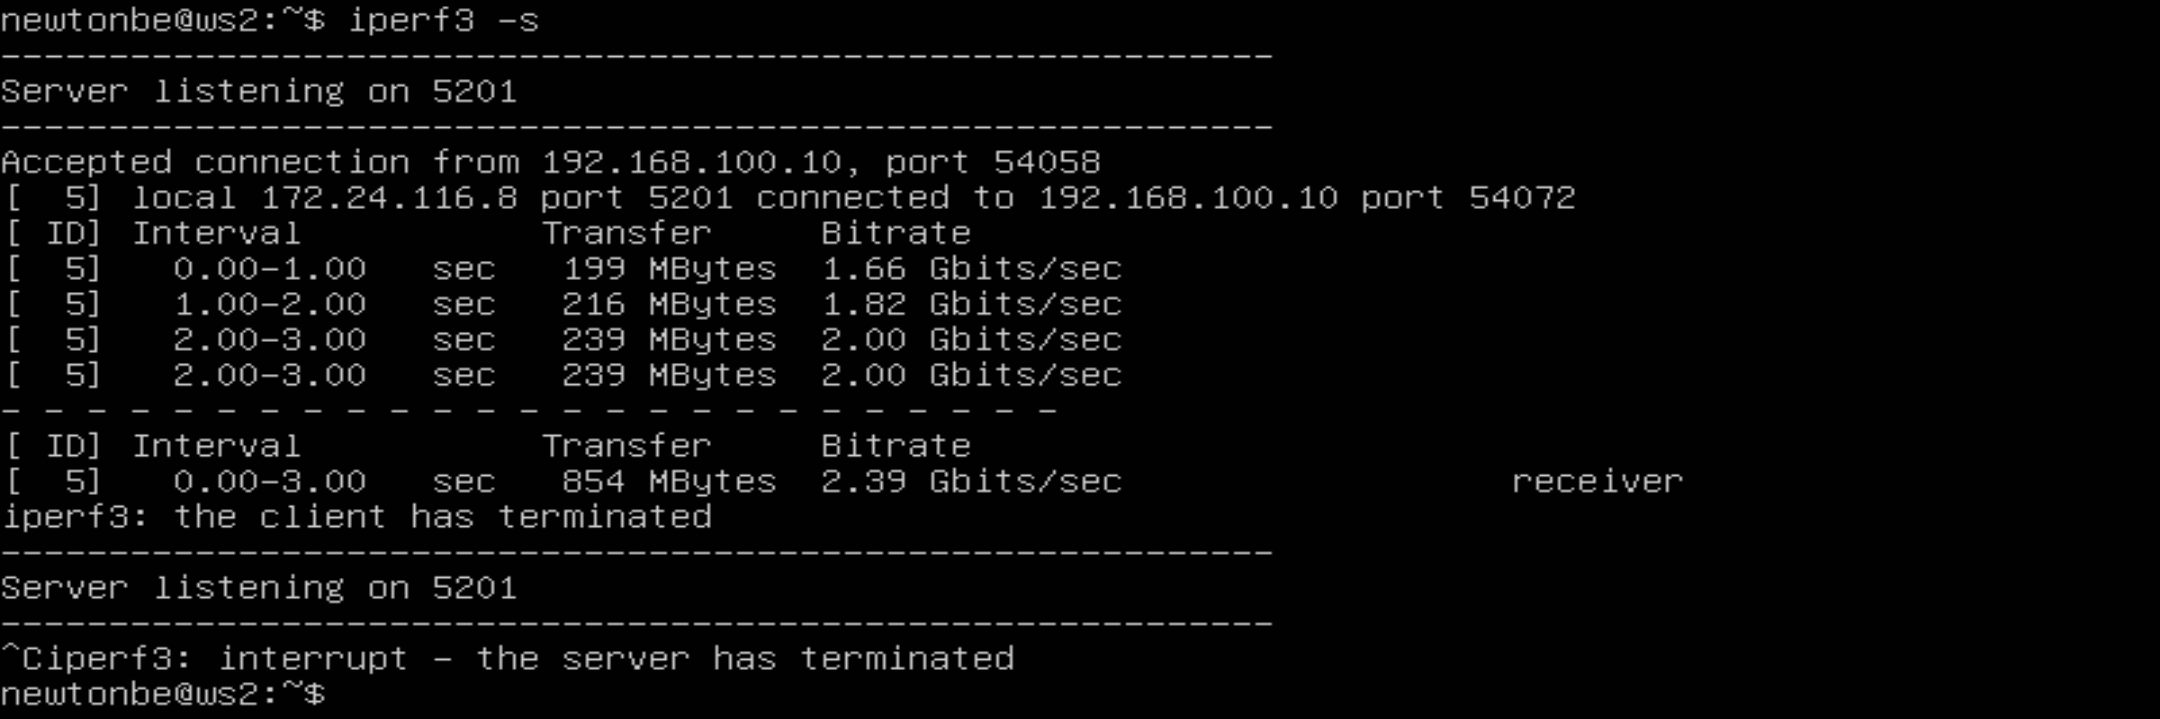 newtonbe@ws2:~$ iperf3 -s
-----------------------------------------------------------
Server listening on 5201
-----------------------------------------------------------
Accepted connection from 192.168.100.10, port 54058
[  5] local 172.24.116.8 port 5201 connected to 192.168.100.10 port 54072
[ ID] Interval           Transfer     Bitrate
[  5]   0.00-1.00   sec   199 MBytes  1.66 Gbits/sec
[  5]   1.00-2.00   sec   216 MBytes  1.82 Gbits/sec
[  5]   2.00-3.00   sec   239 MBytes  2.00 Gbits/sec
[  5]   2.00-3.00   sec   239 MBytes  2.00 Gbits/sec
- - - - - - - - - - - - - - - - - - - - - - - - -
[ ID] Interval           Transfer     Bitrate
[  5]   0.00-3.00   sec   854 MBytes  2.39 Gbits/sec                  receiver
iperf3: the client has terminated
-----------------------------------------------------------
Server listening on 5201
-----------------------------------------------------------
^Ciperf3: interrupt - the server has terminated
newtonbe@ws2:~$